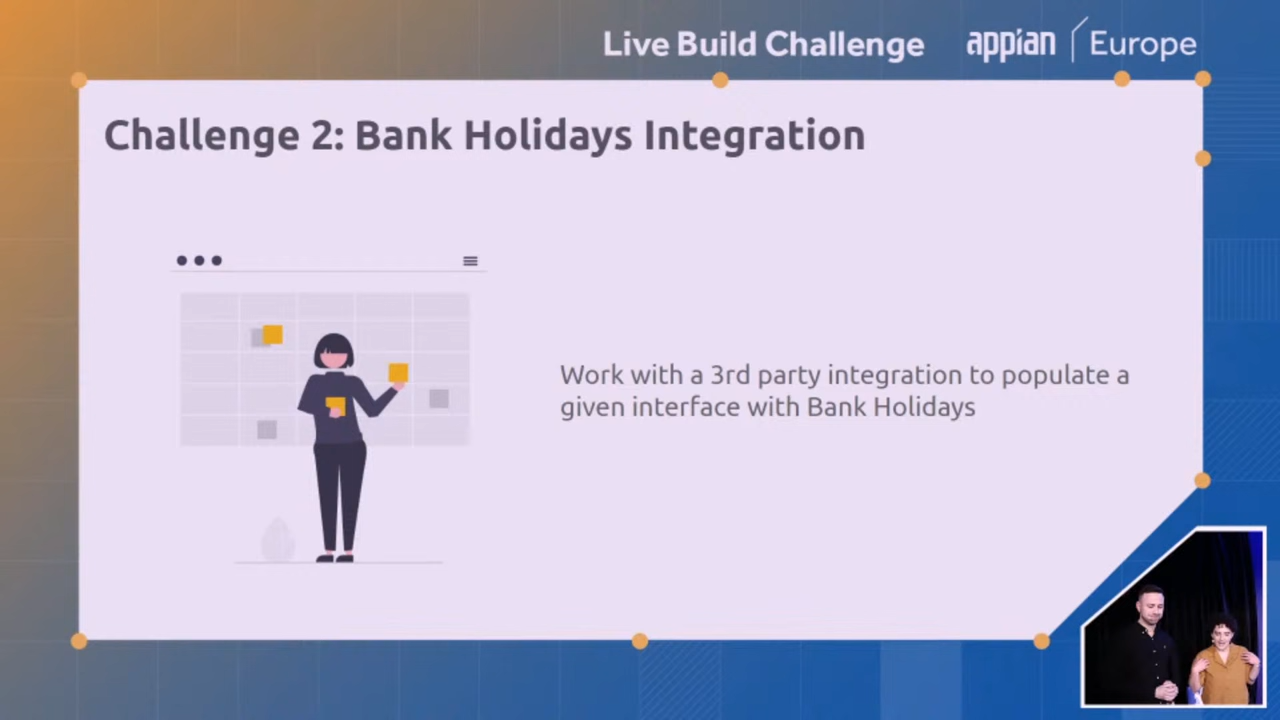 Live Build Challenge
appian Europe
Challenge 2: Bank Holidays Integration
Work with a 3rd party integration to populate a
given interface with Bank Holidays